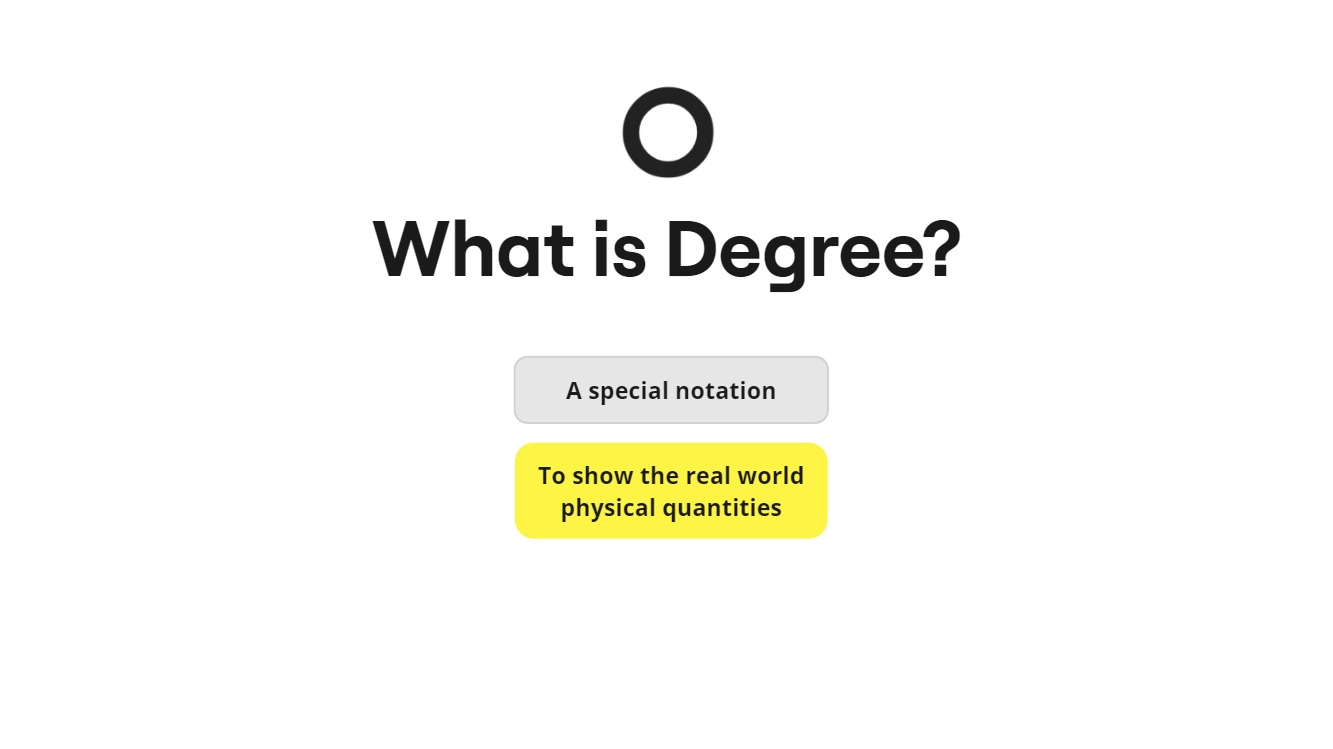 What is Degree?
A special notation
To show the real world
physical quantities